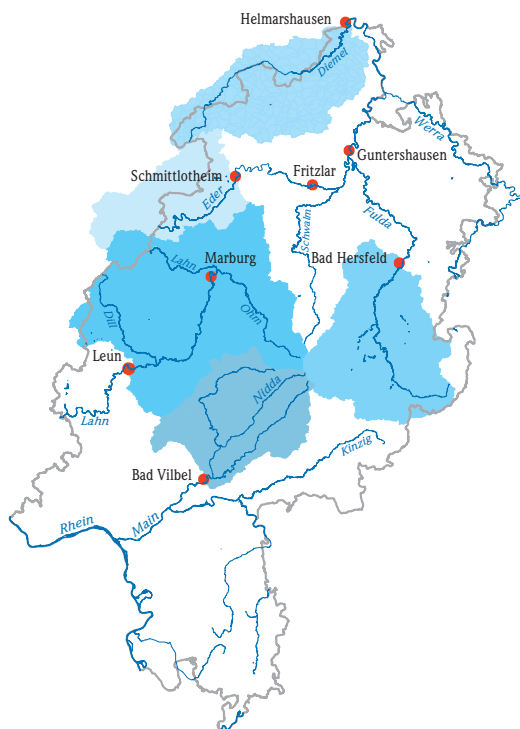 Helmarshausen
Diemel
Werra
Guntershausen
Schmittlotheim
Fritzlar
Eder
Schwalm
Fulda
Marburg
Bad Hersfeld
Lahn
Dill
Ohm
Leun
Nidda
Lahn
Kinzig
Bad Vilbel
Rhein
Main